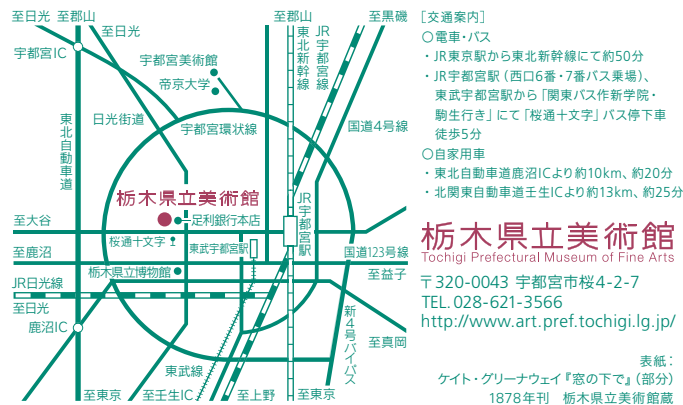 至日光
至郡山
至日光
至郡山
至黒磯
宇都宮IC
宇都宮美術館
帝京大学
東北新幹線
JR宇都宮線
東北自動車道
日光街道
宇都宮環状線
国道4号線
栃木県立美術館
足利銀行本店
JR宇都宮駅
至大谷
桜通十文字
東武宇都宮駅
至鹿沼
国道123号線
栃木県立博物館
至益子
JR日光線
至日光
鹿沼IC
新4号バイパス
至真岡
東武線
至東京
至壬生IC
至上野
至東京
［交通案内］
○電車・バス
・JR東京駅から東北新幹線にて約50分
・JR宇都宮駅（西口6番・7番バス乗場）、
東武宇都宮駅から「関東バス作新学院・
駒生行き」にて「桜通十文字」バス停下車
徒歩5分
○自家用車
・東北自動車道鹿沼ICより約10km、約20分
・北関東自動車道壬生ICより約13km、約25分
栃木県立美術館
Tochigi Prefectural Museum of Fine Arts
〒320-0043 宇都宮市桜4-2-7
TEL.028-621-3566
http://www.art.pref.tochigi.lg.jp/
表紙：
ケイト・グリーナウェイ『窓の下で』（部分）
1878年刊　栃木県立美術館蔵